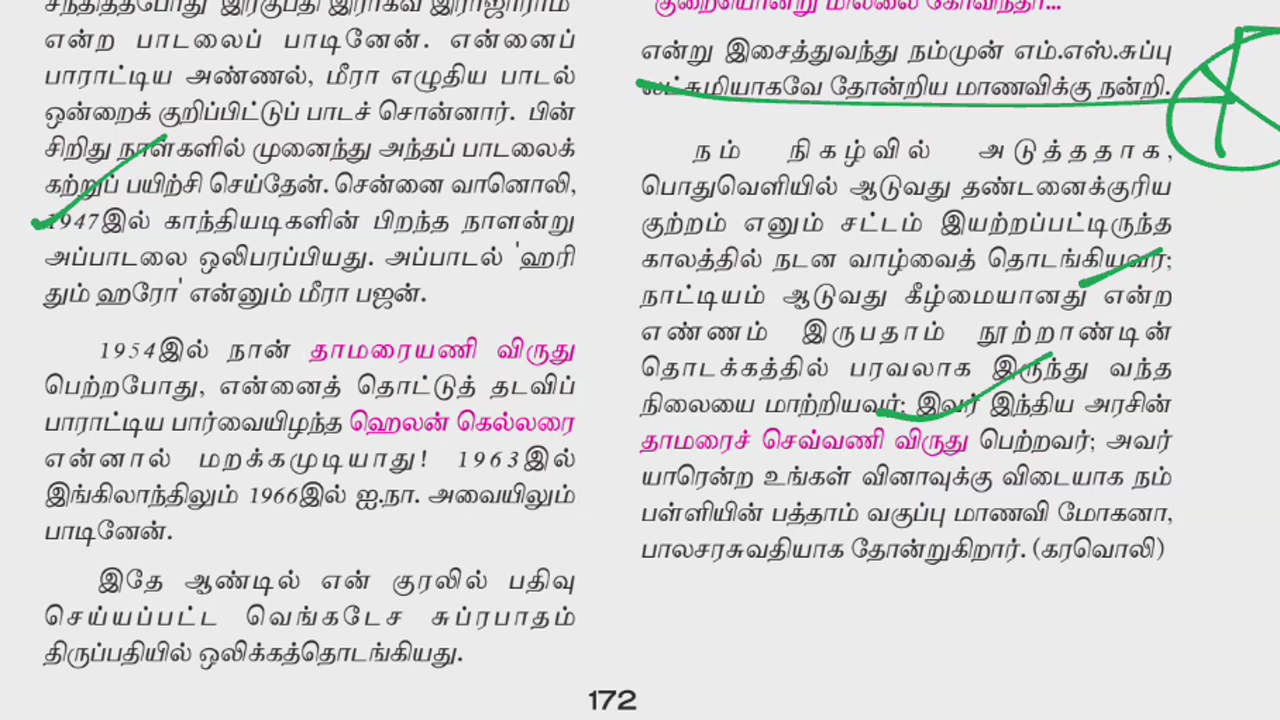 சந்தித்தபோது 'இரகுபதி இராகவ இராஜாராம்'
என்ற பாடலைப் பாடினேன். என்னைப்
பாராட்டிய அண்ணல், மீரா எழுதிய பாடல்
ஒன்றைக் குறிப்பிட்டுப் பாடச் சொன்னார். பின்
சிறிது நாள்களில் முனைந்து அந்தப் பாடலைக்
கற்றுப் பயிற்சி செய்தேன். சென்னை வானொலி,
1947இல் காந்தியடிகளின் பிறந்த நாளன்று
அப்பாடலை ஒலிபரப்பியது. அப்பாடல் 'ஹரி
தும் ஹரோ' என்னும் மீரா பஜன்.
1954இல் நான் தாமரையணி விருது
பெற்றபோது, என்னைத் தொட்டுத் தடவிப்
பாராட்டிய பார்வையிழந்த ஹெலன் கெல்லரை
என்னால் மறக்கமுடியாது! 1963இல்
இங்கிலாந்திலும் 1966இல் ஐ.நா. அவையிலும்
பாடினேன்.
இதே ஆண்டில் என் குரலில் பதிவு
செய்யப்பட்ட வெங்கடேச சுப்ரபாதம்
திருப்பதியில் ஒலிக்கத்தொடங்கியது.
குறையொன்று மில்லை கோவிந்தா...
என்று இசைத்துவந்து நம்முன் எம்.எஸ்.சுப்பு
லட்சுமியாகவே தோன்றிய மாணவிக்கு நன்றி.
நம் நிகழ்வில் அடுத்ததாக,
பொதுவெளியில் ஆடுவது தண்டனைக்குரிய
குற்றம் எனும் சட்டம் இயற்றப்பட்டிருந்த
காலத்தில் நடன வாழ்வைத் தொடங்கியவர்;
நாட்டியம் ஆடுவது கீழ்மையானது என்ற
எண்ணம் இருபதாம் நூற்றாண்டின்
தொடக்கத்தில் பரவலாக இருந்து வந்த
நிலையை மாற்றியவர்; இவர் இந்திய அரசின்
தாமரைச் செவ்வணி விருது பெற்றவர்; அவர்
யாரென்ற உங்கள் வினாவுக்கு விடையாக நம்
பள்ளியின் பத்தாம் வகுப்பு மாணவி மோகனா,
பாலசரசுவதியாக தோன்றுகிறார். (கரவொலி)
172